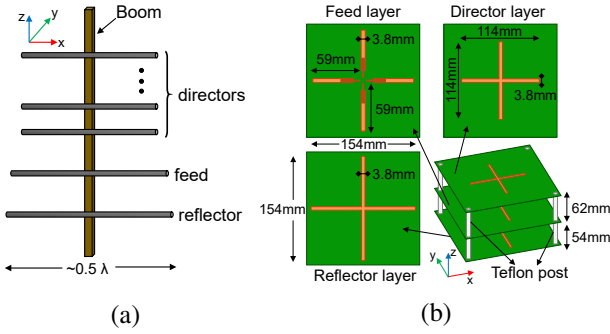 Boom
z
y
x
directors
feed
reflector
~0.5 λ
(a)
Feed layer
3.8mm
59mm
59mm
154mm
Director layer
114mm
114mm
3.8mm
154mm
3.8mm
Reflector layer
62mm
54mm
Teflon post
y
z
x
(b)